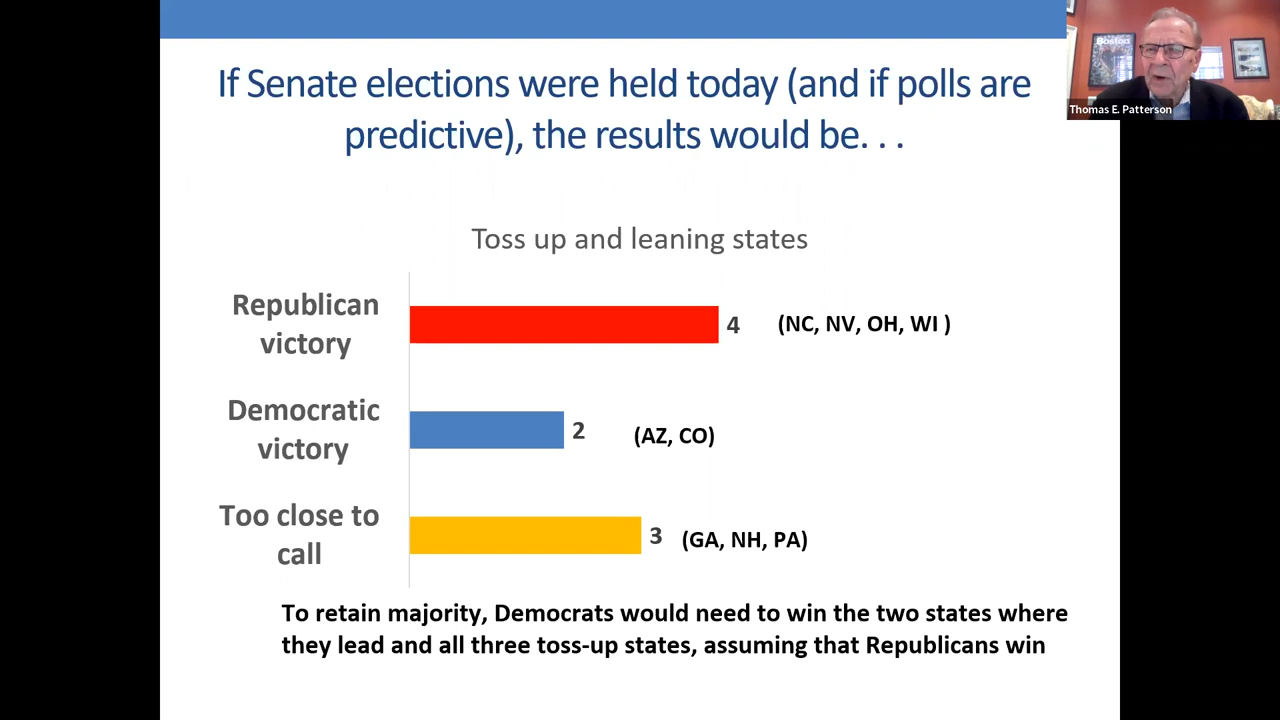 If Senate elections were held today (and if polls are
predictive), the results would be. . .
Boston
Thomas E. Patterson
Toss up and leaning states
Republican
victory
4
(NC, NV, OH, WI )
Democratic
victory
2
(AZ, CO)
Too close to
call
3
(GA, NH, PA)
To retain majority, Democrats would need to win the two states where
they lead and all three toss-up states, assuming that Republicans win